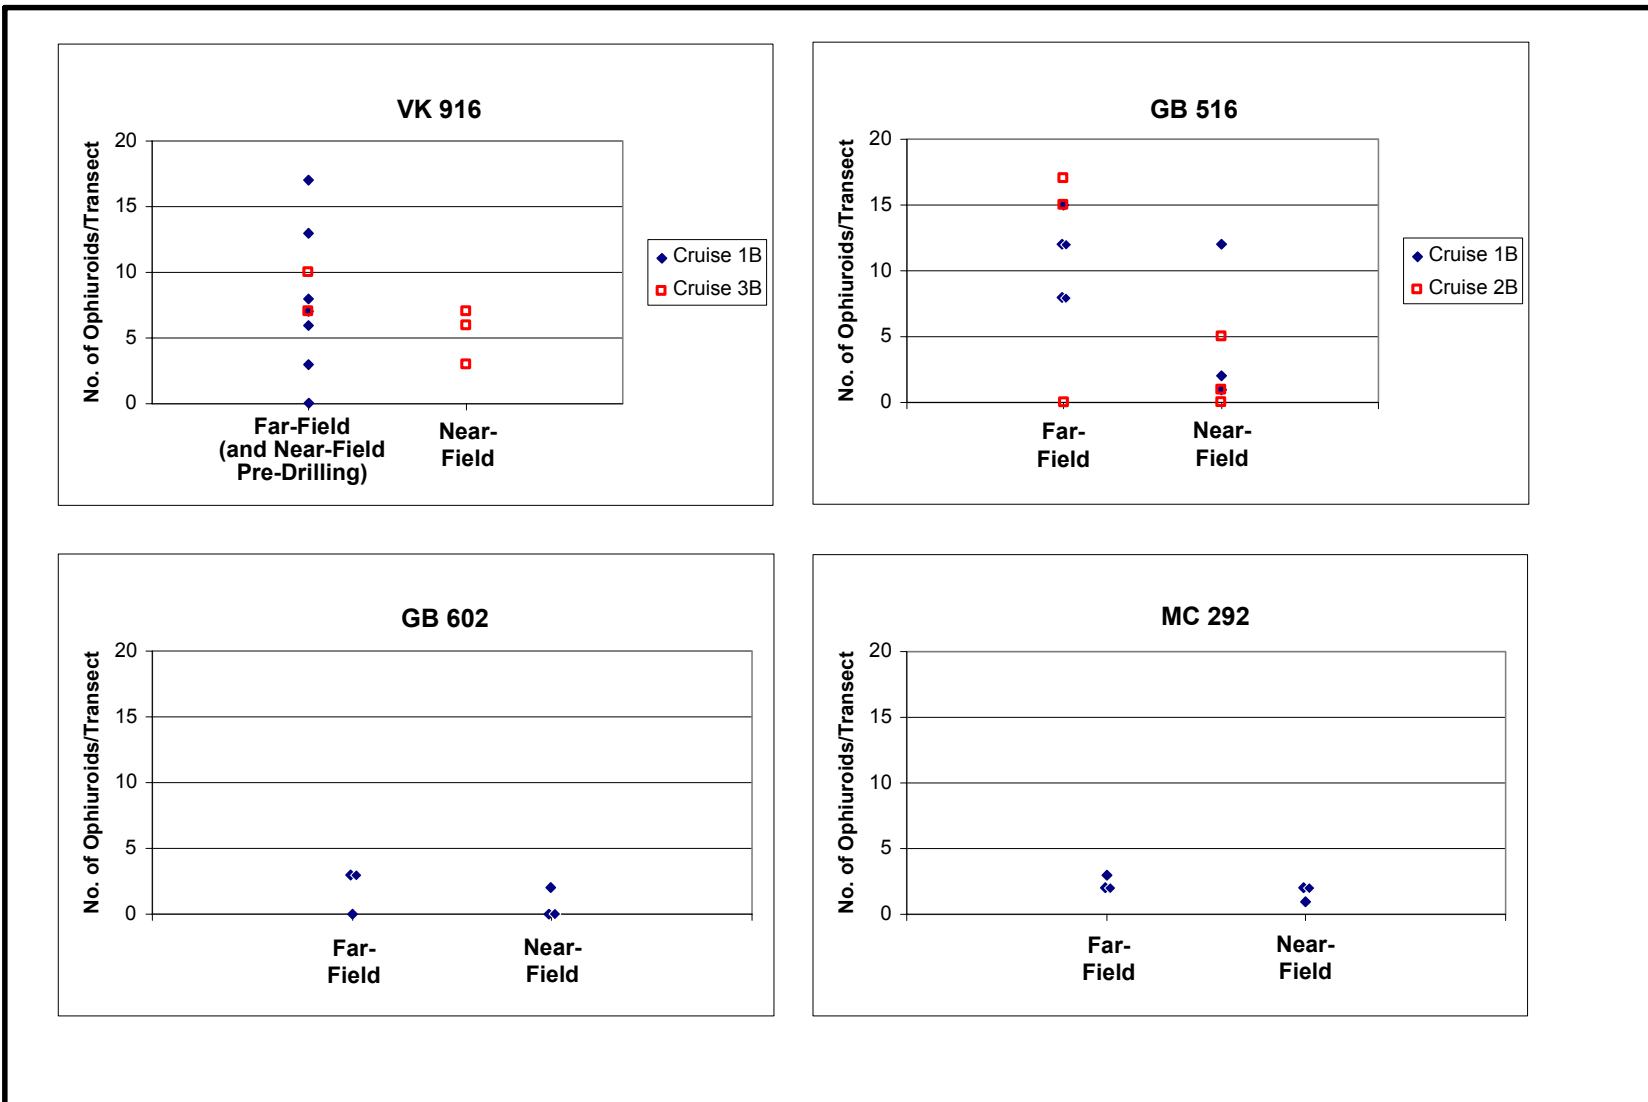 VK 916
No. of Ophiuroids/Transect
20
15
10
5
0
Far-Field
(and Near-Field
Pre-Drilling)
Near-
Field
Cruise 1B
Cruise 3B
GB 516
No. of Ophiuroids/Transect
20
15
10
5
0
Far-
Field
Near-
Field
Cruise 1B
Cruise 2B
GB 602
No. of Ophiuroids/Transect
20
15
10
5
0
Far-
Field
Near-
Field
MC 292
No. of Ophiuroids/Transect
20
15
10
5
0
Far-
Field
Near-
Field